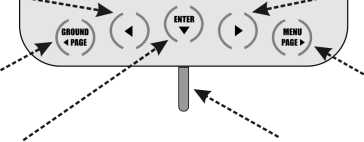 GROUND
◀ PAGE
ENTER
▼
MENU
PAGE ▶